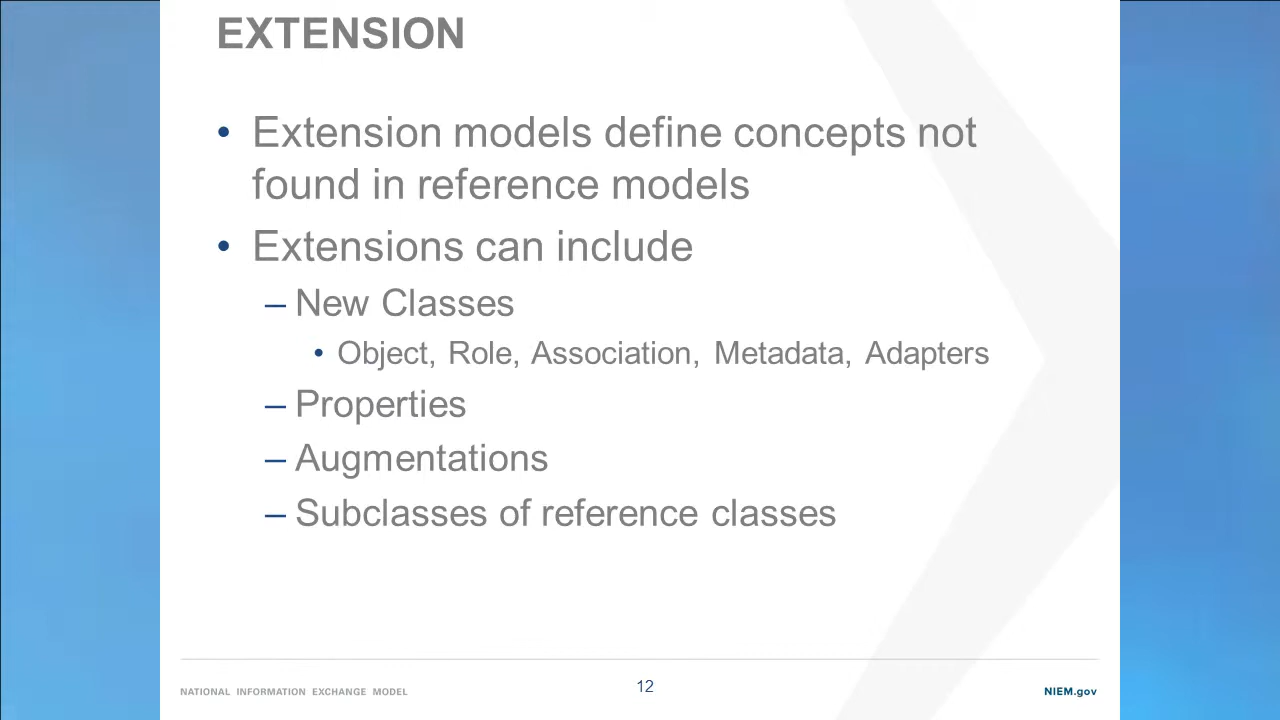 EXTENSION
• Extension models define concepts not
found in reference models
• Extensions can include
– New Classes
• Object, Role, Association, Metadata, Adapters
– Properties
– Augmentations
– Subclasses of reference classes
NATIONAL INFORMATION EXCHANGE MODEL
12
NIEM.gov